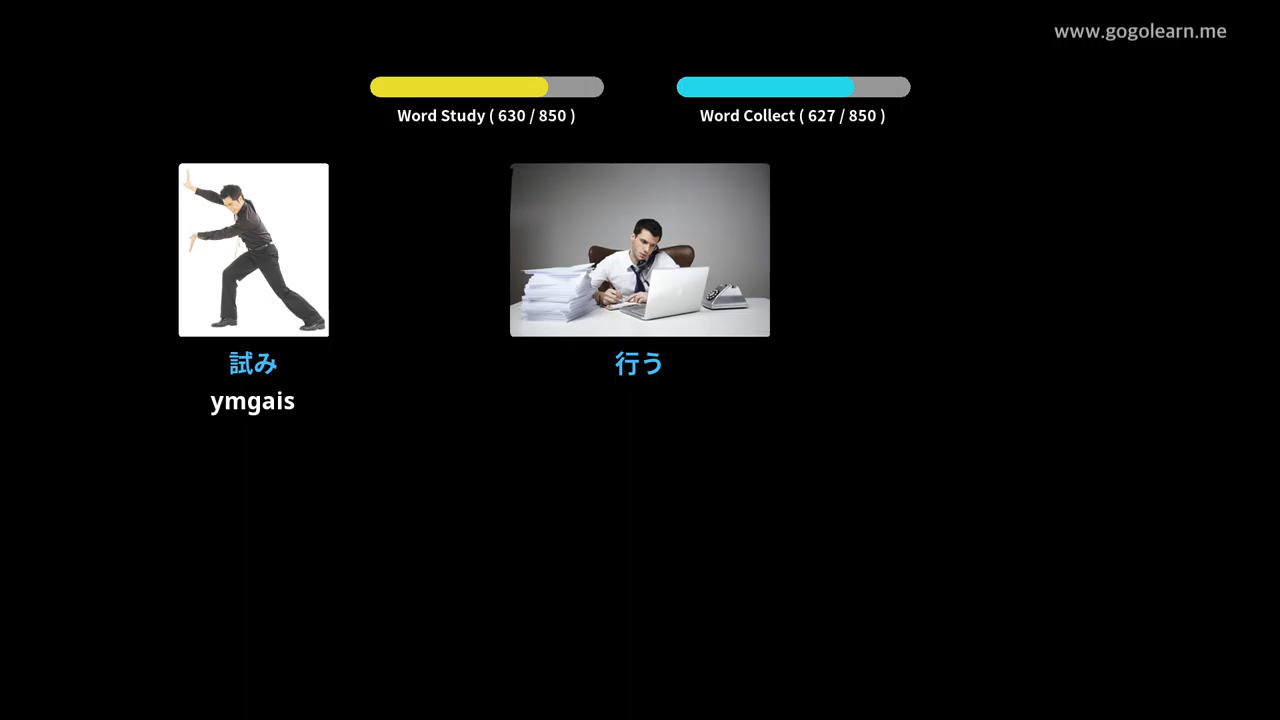 www.gogolearn.me
Word Study ( 630 / 850 )
Word Collect ( 627 / 850 )
試み
ymgais
行う